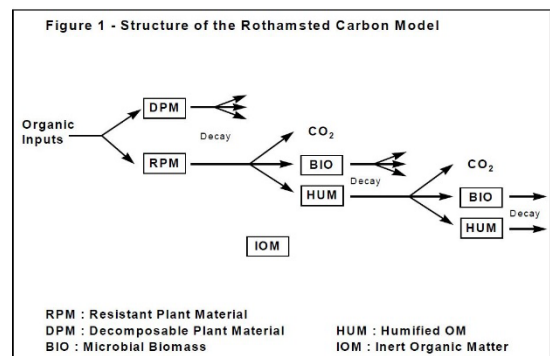 Figure 1 - Structure of the Rothamsted Carbon Model
Organic
Inputs
DPM
Decay
RPM
CO2
BIO
Decay
HUM
CO2
BIO
Decay
HUM
IOM
RPM : Resistant Plant Material
DPM : Decomposable Plant Material
BIO : Microbial Biomass
HUM : Humified OM
IOM : Inert Organic Matter